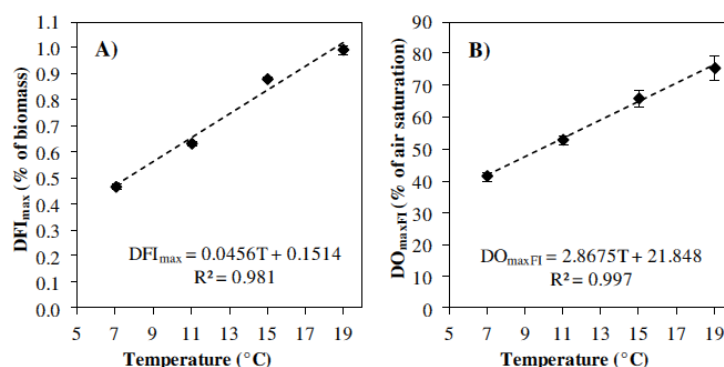 A)
DFImax (% of biomass)
1.1
1.0
0.9
0.8
0.7
0.6
0.5
0.4
0.3
0.2
0.1
0.0
DFImax = 0.0456T + 0.1514
R² = 0.981
5 7 9 11 13 15 17 19
Temperature (°C)
B)
DOmaxFI (% of air saturation)
90
80
70
60
50
40
30
20
10
0
DOmaxFI = 2.8675T + 21.848
R² = 0.997
5 7 9 11 13 15 17 19
Temperature (°C)